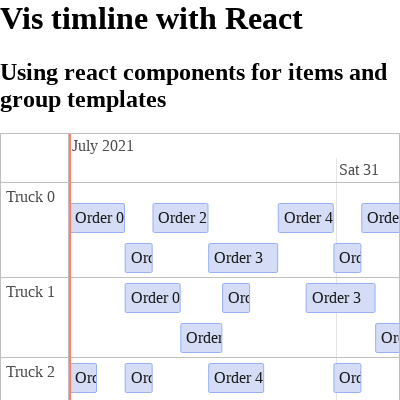 Vis timline with React
Using react components for items and
group templates
July 2021
Sat 31
Truck 0
Order 0 Order 2 Order 4 Orde
Orc Order 3 Orc
Truck 1
Order 0 Orc Order 3
Order Or
Truck 2
Orc Orc Order 4 Orc